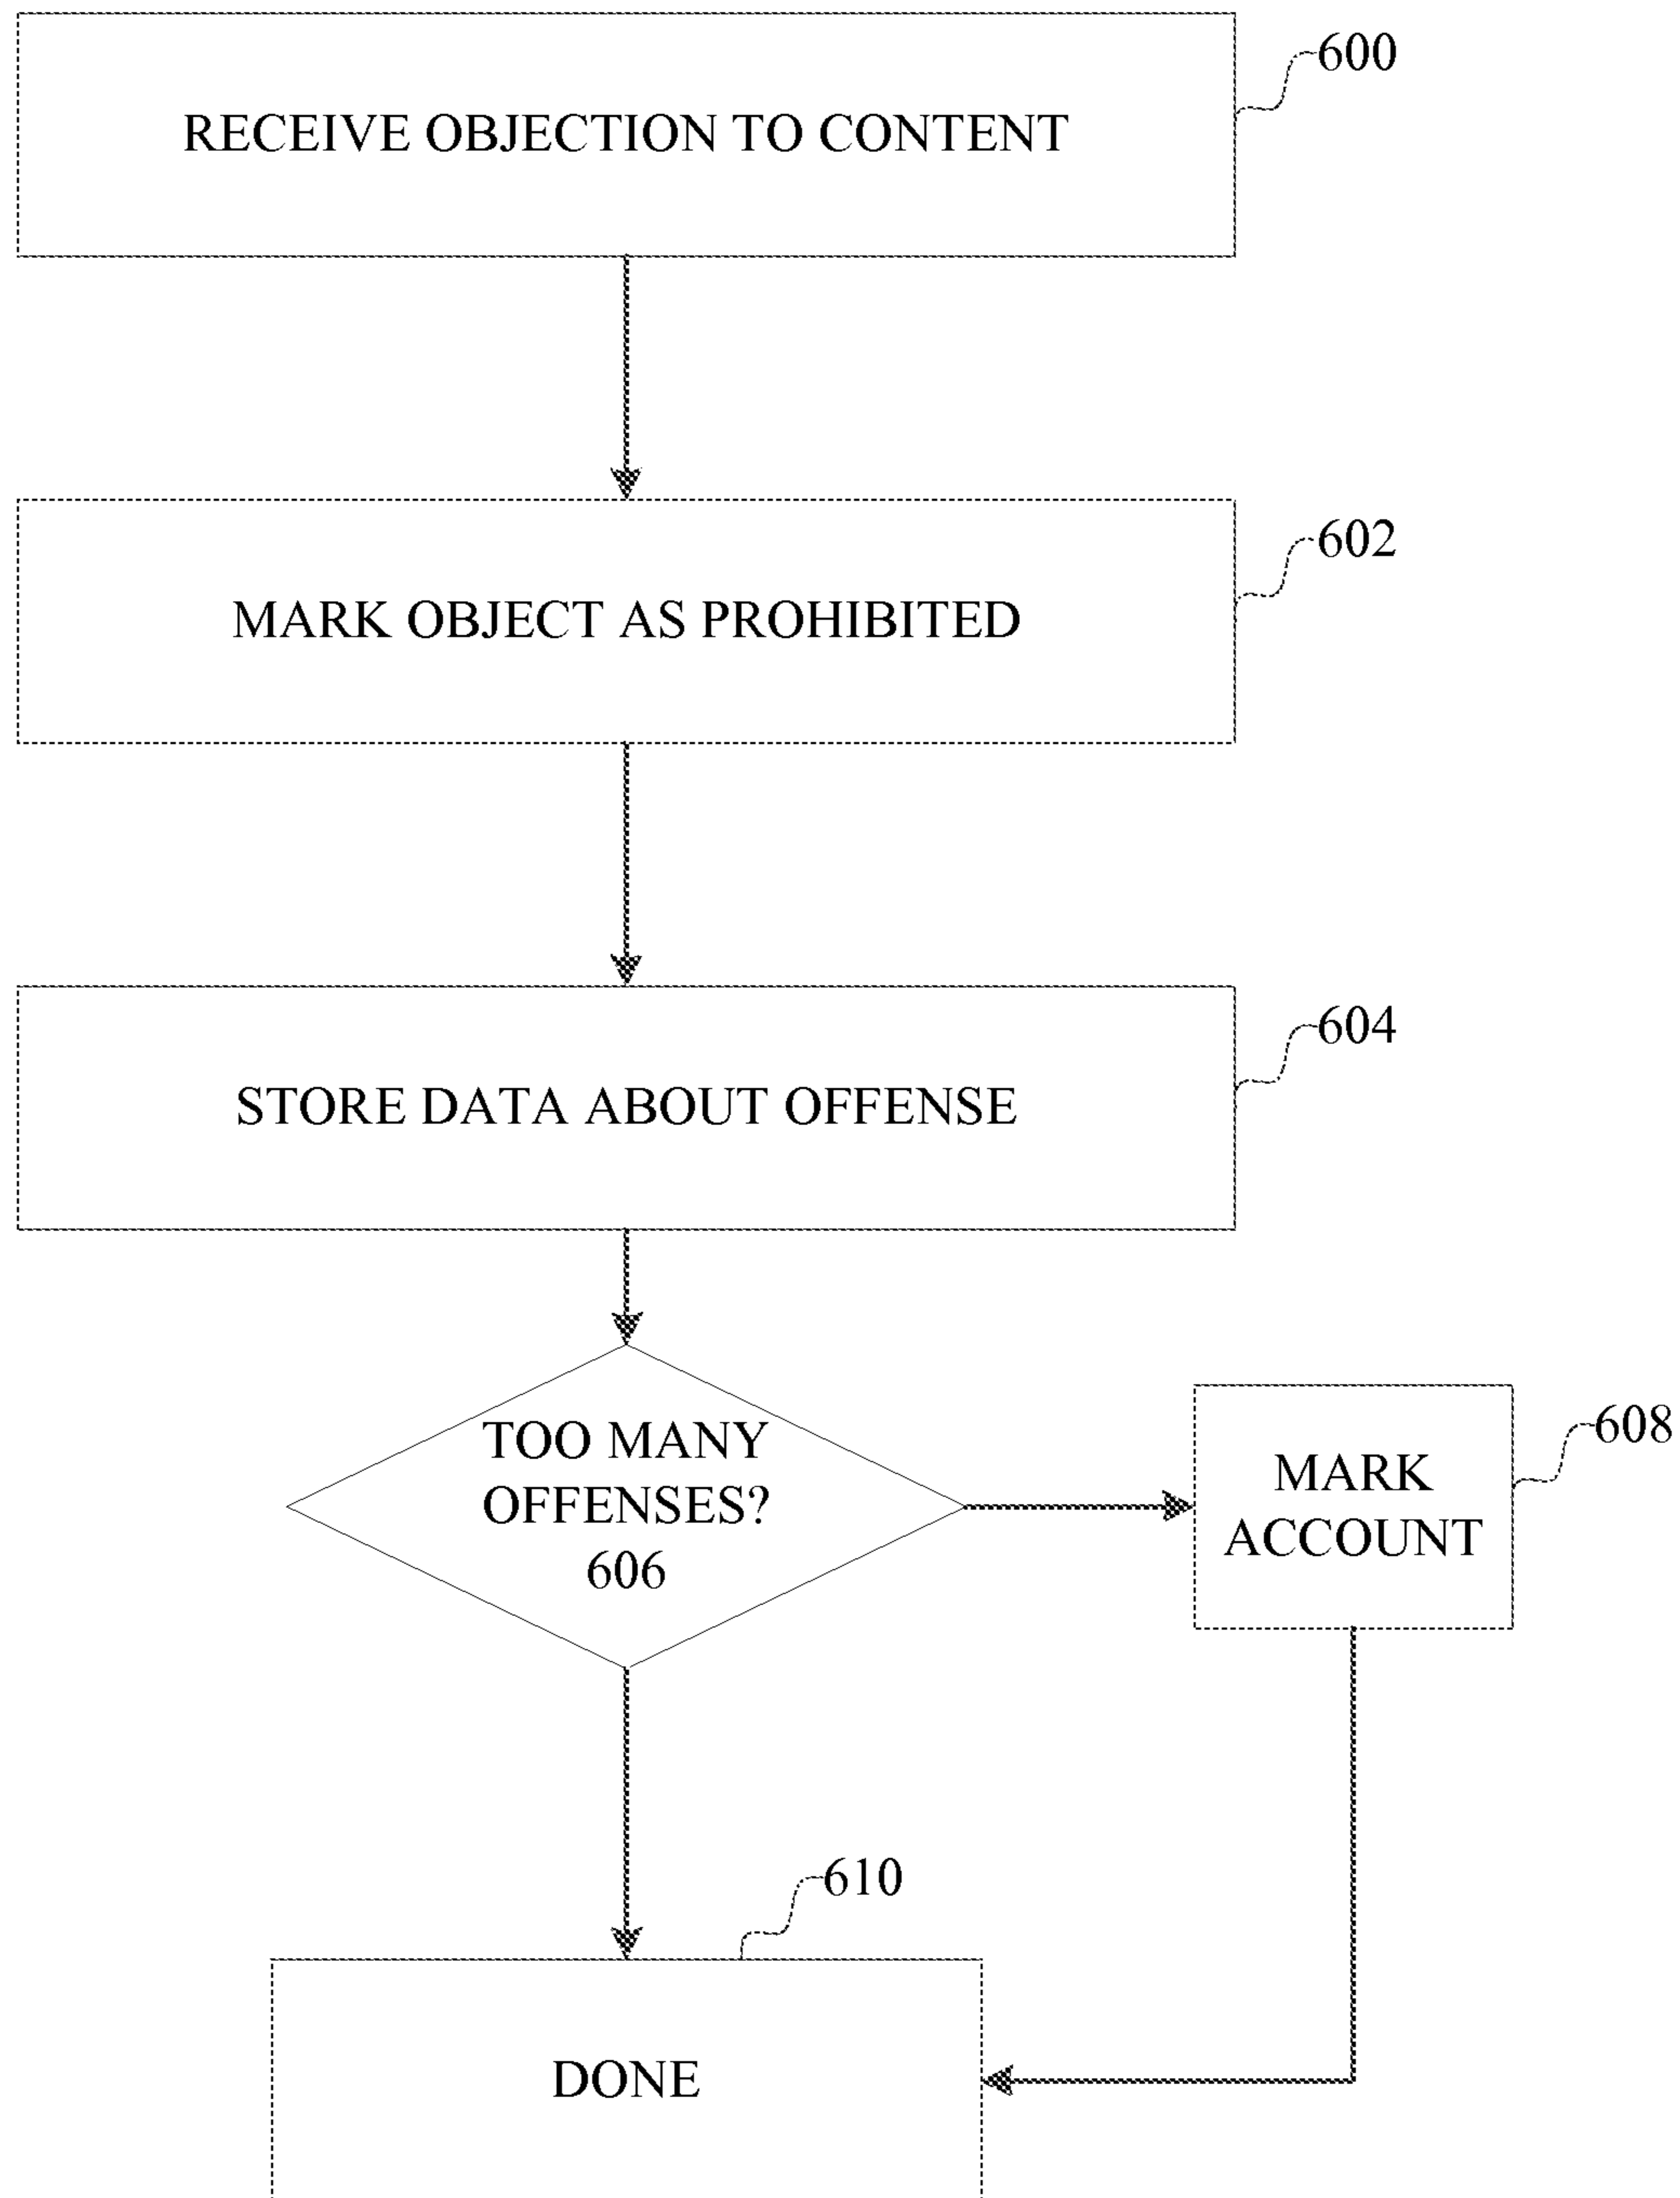 RECEIVE OBJECTION TO CONTENT
600
MARK OBJECT AS PROHIBITED
602
STORE DATA ABOUT OFFENSE
604
TOO MANY
OFFENSES?
606
MARK
ACCOUNT
608
610
DONE